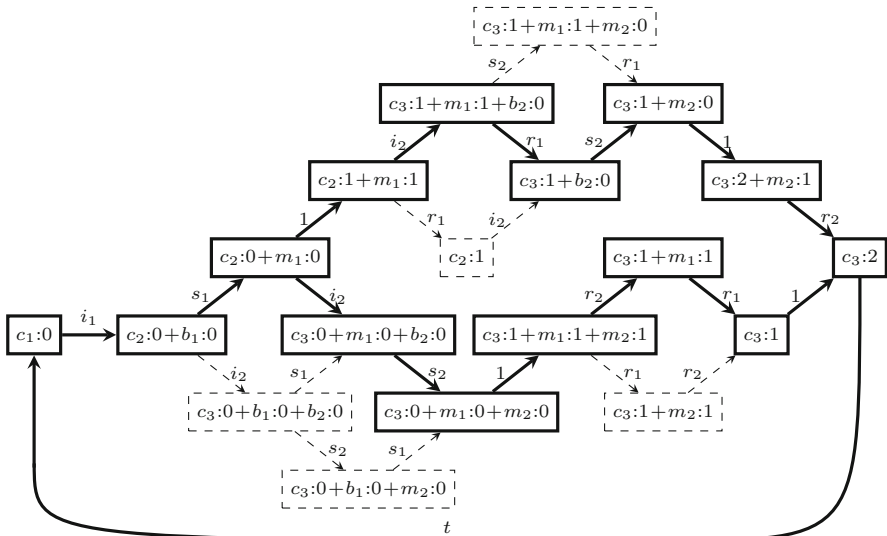 c₃:1+m₁:1+m₂:0
s₂ r₁
c₃:1+m₁:1+b₂:0 c₃:1+m₂:0
i₂ r₁ s₂ 1
c₂:1+m₁:1 c₃:1+b₂:0 c₃:2+m₂:1
1 r₁ i₂ r₂
c₂:0+m₁:0 c₂:1 c₃:1+m₁:1 c₃:2
s₁ i₂ r₂ r₁ 1
i₁
c₁:0 c₂:0+b₁:0 c₃:0+m₁:0+b₂:0 c₃:1+m₁:1+m₂:1 c₃:1
i₂ s₁ s₂ 1 r₁ r₂
c₃:0+b₁:0+b₂:0 c₃:0+m₁:0+m₂:0 c₃:1+m₂:1
s₂ s₁
c₃:0+b₁:0+m₂:0
t